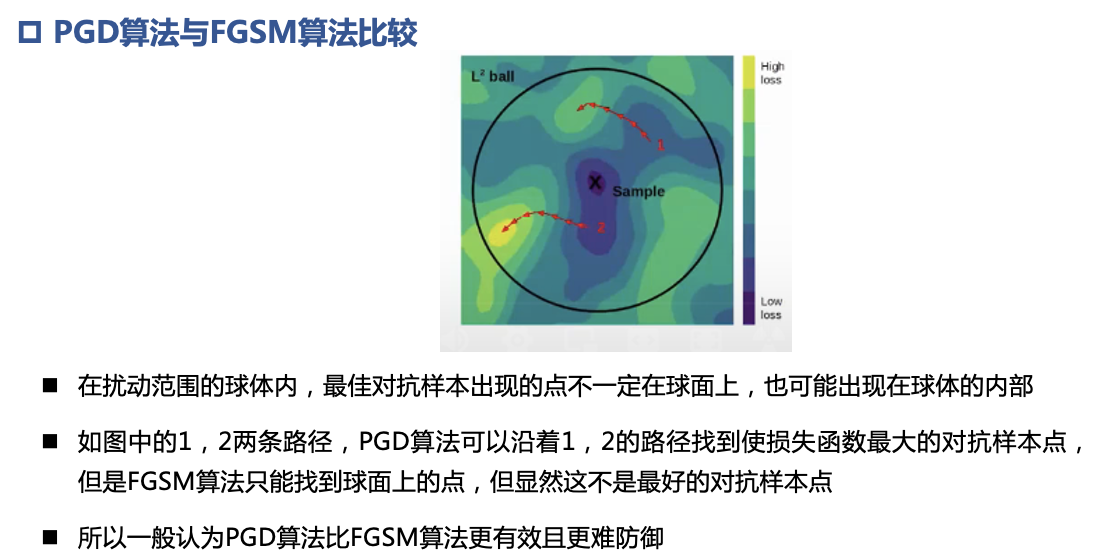 PGD算法与FGSM算法比较
L² ball
High
loss
1
X
Sample
2
Low
loss
在扰动范围的球体内，最佳对抗样本出现的点不一定在球面上，也可能出现在球体的内部
如图中的1，2两条路径，PGD算法可以沿着1，2的路径找到使损失函数最大的对抗样本点，
但是FGSM算法只能找到球面上的点，但显然这不是最好的对抗样本点
所以一般认为PGD算法比FGSM算法更有效且更难防御